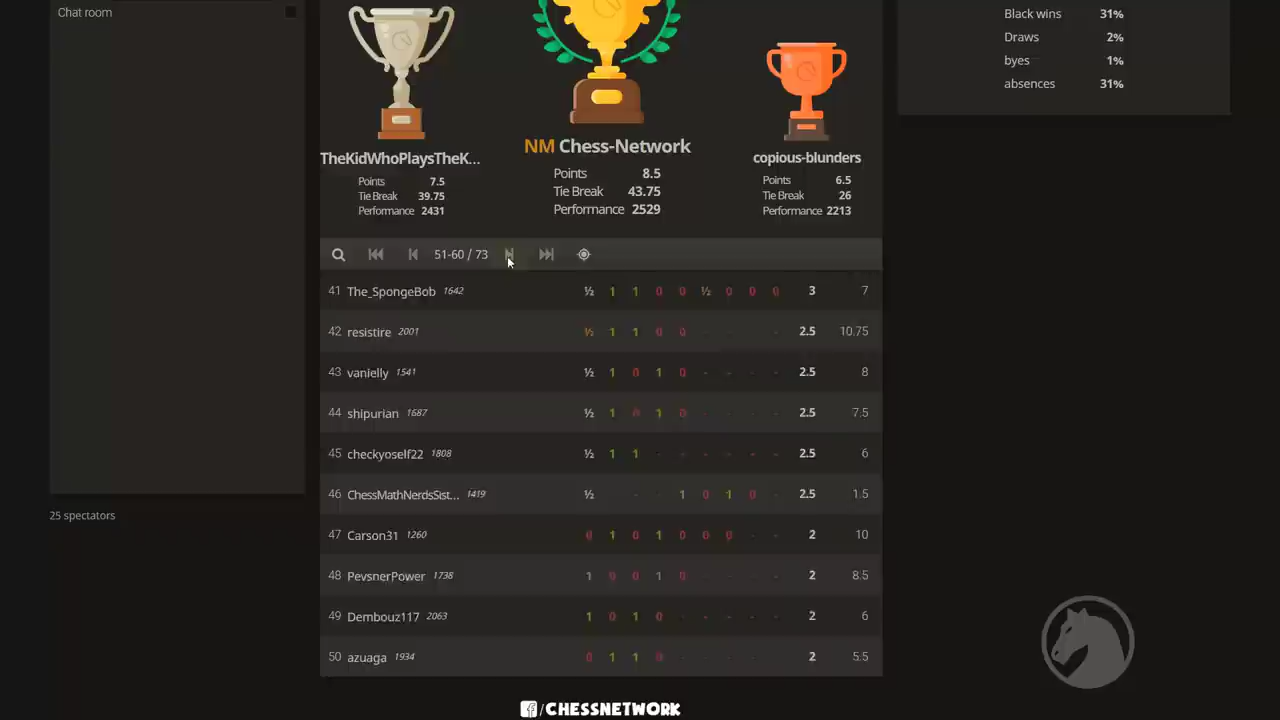 Chat room
Black wins 31%
Draws 2%
byes 1%
absences 31%
TheKidWhoPlaysTheK...
Points 7.5
Tie Break 39.75
Performance 2431
NM Chess-Network
Points 8.5
Tie Break 43.75
Performance 2529
copious-blunders
Points 6.5
Tie Break 26
Performance 2213
51-60 / 73
41 The_SpongeBob 1642 ½ 1 1 0 0 ½ 0 0 0 3 7
42 resistire 2001 ½ 1 1 0 0 - - - - 2.5 10.75
43 vanielly 1541 ½ 1 0 1 0 - - - - 2.5 8
44 shipurian 1687 ½ 1 0 1 0 - - - - 2.5 7.5
45 checkyoself22 1808 ½ 1 1 - - - - - - 2.5 6
46 ChessMathNerdsSist... 1419 ½ - - - 1 0 1 0 - 2.5 1.5
47 Carson31 1260 0 1 0 1 0 0 0 - - 2 10
48 PevsnerPower 1738 1 0 0 1 0 - - - - 2 8.5
49 Dembouz117 2063 1 0 1 0 - - - - - 2 6
50 azuaga 1934 0 1 1 0 - - - - - 2 5.5
25 spectators
f/CHESSNETWORK